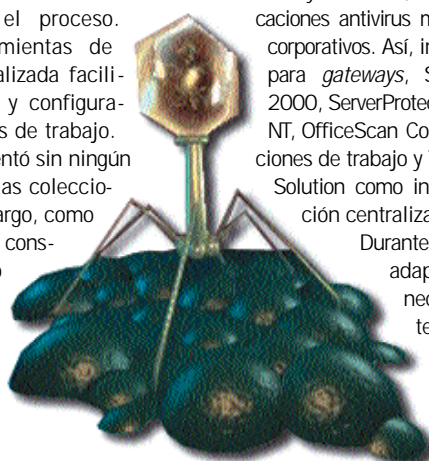 el proceso.
mientas de
alizada facili-
y configura-
s de trabajo.
entó sin ningún
as coleccio-
argo, como
cons-
caciones antivirus m
corporativos. Así, in
para gateways, S
2000, ServerProtec
NT, OfficeScan Co
ciones de trabajo y
Solution como in
ción centraliza
Durante
adap
nec
te